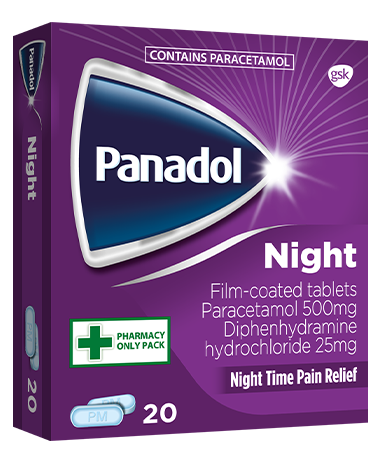 CONTAINS PARACETAMOL
gsk
Panadol
Night
Film-coated tablets
Paracetamol 500mg
Diphenhydramine
hydrochloride 25mg
Night Time Pain Relief
PHARMACY
ONLY PACK
PM
PM
20
Panadol
Night
20